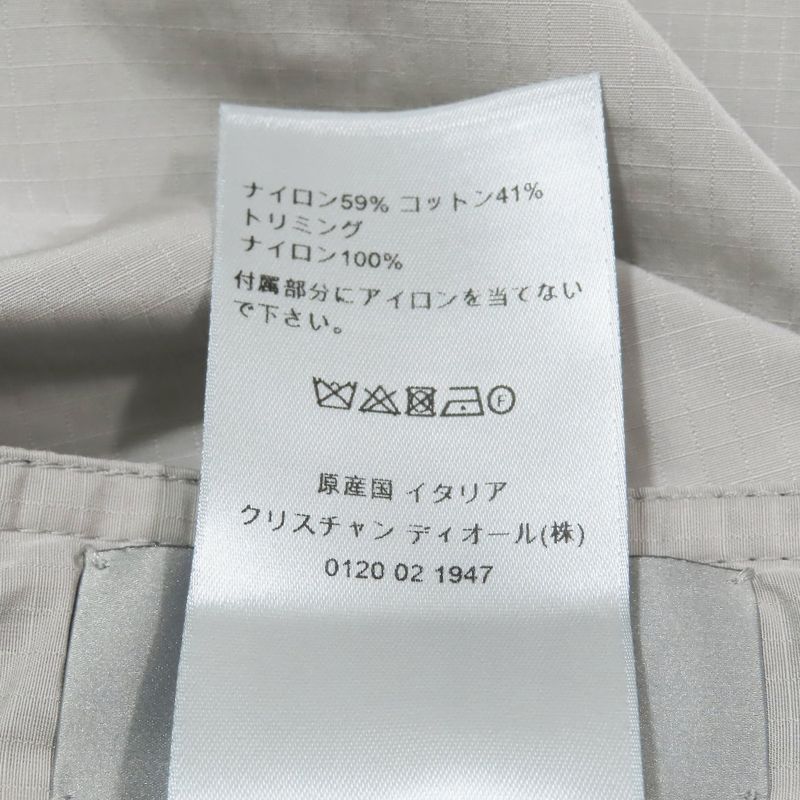 ナイロン59% コットン41%
トリミング
ナイロン100%
付属部分にアイロンを当てない
で下さい。
F
原産国 イタリア
クリスチャン ディオール(株)
0120 02 1947